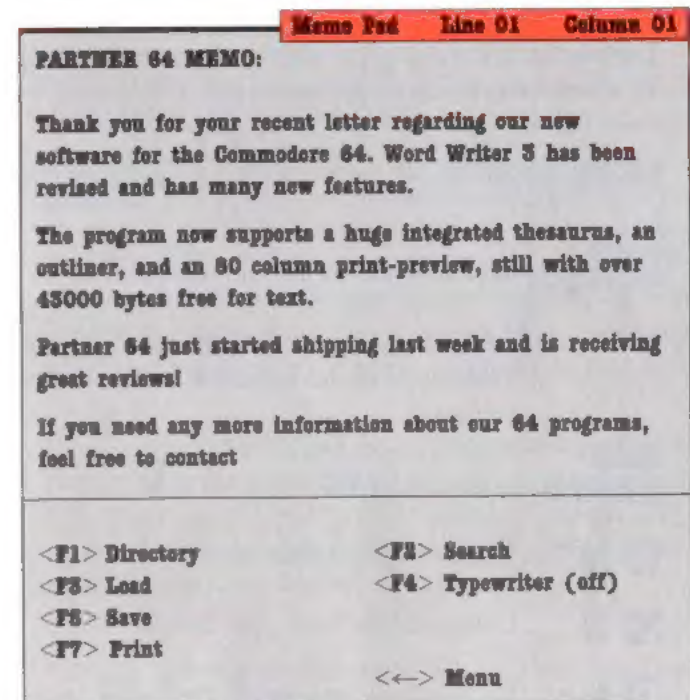 Memo Pad Line 01 Column 01
PARTNER 64 MEMO:
Thank you for your recent letter regarding our new
software for the Commodore 64. Word Writer 3 has been
revised and has many new features.
The program now supports a huge integrated thesaurus, an
outliner, and an 80 column print-preview, still with over
45000 bytes free for text.
Partner 64 just started shipping last week and is receiving
great reviews!
If you need any more information about our 64 programs,
feel free to contact
<F1> Directory <F2> Search
<F3> Load <F4> Typewriter (off)
<F5> Save
<F7> Print
<←> Menu